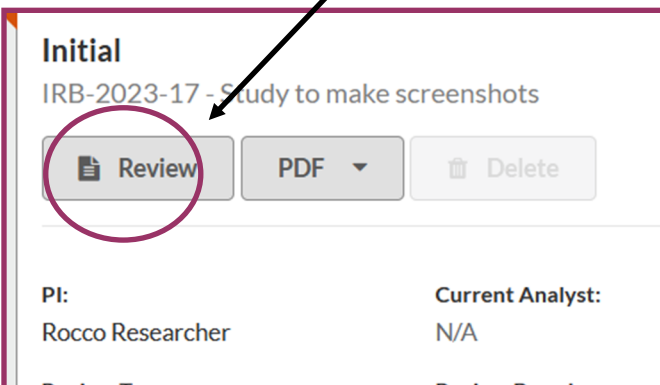 Initial
IRB-2023-17 - Study to make screenshots
Review PDF Delete
PI: Current Analyst:
Rocco Researcher N/A